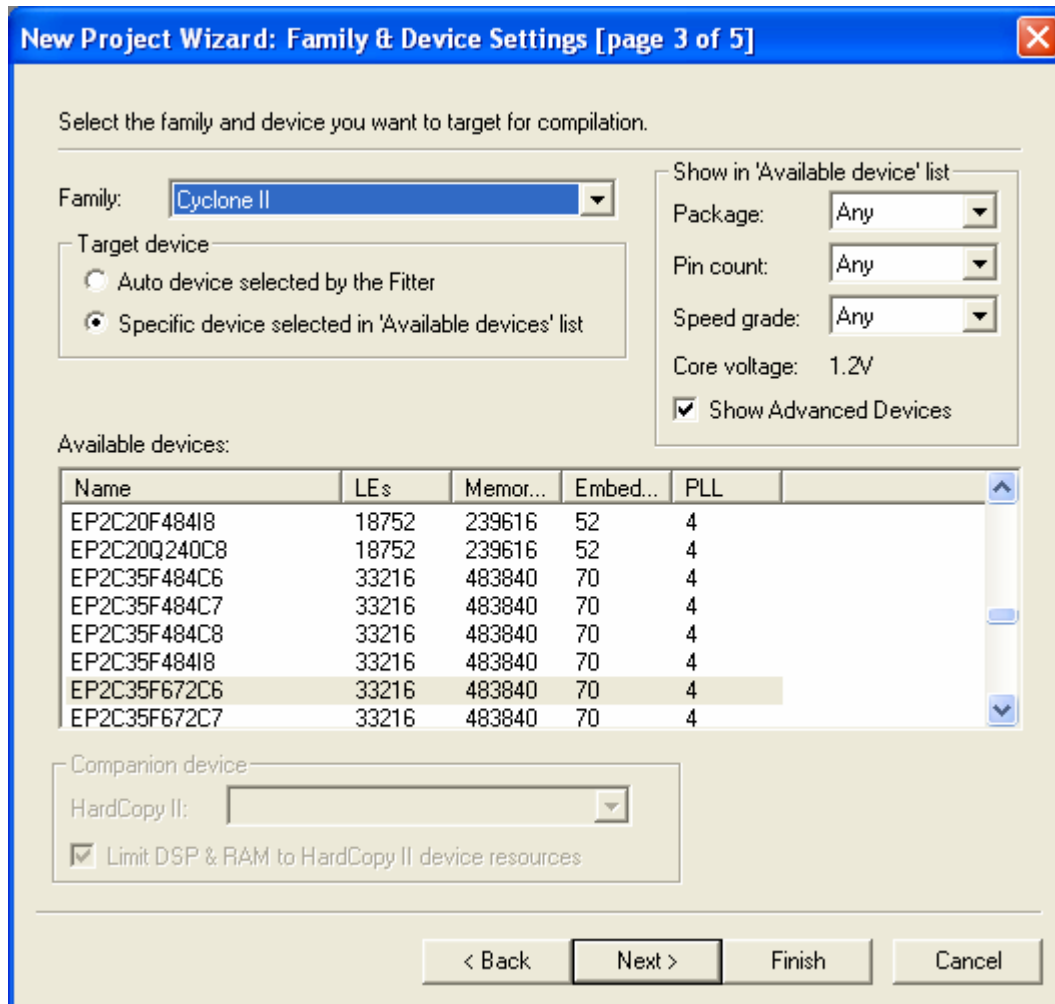 New Project Wizard: Family & Device Settings [page 3 of 5]
Select the family and device you want to target for compilation.
Family: Cyclone II
Target device
Auto device selected by the Fitter
Specific device selected in 'Available devices' list
Show in 'Available device' list
Package: Any
Pin count: Any
Speed grade: Any
Core voltage: 1.2V
Show Advanced Devices
Available devices:
Name LEs Memor... Embed... PLL
EP2C20F484I8 18752 239616 52 4
EP2C20Q240C8 18752 239616 52 4
EP2C35F484C6 33216 483840 70 4
EP2C35F484C7 33216 483840 70 4
EP2C35F484C8 33216 483840 70 4
EP2C35F484I8 33216 483840 70 4
EP2C35F672C6 33216 483840 70 4
EP2C35F672C7 33216 483840 70 4
Companion device
HardCopy II:
Limit DSP & RAM to HardCopy II device resources
< Back Next > Finish Cancel